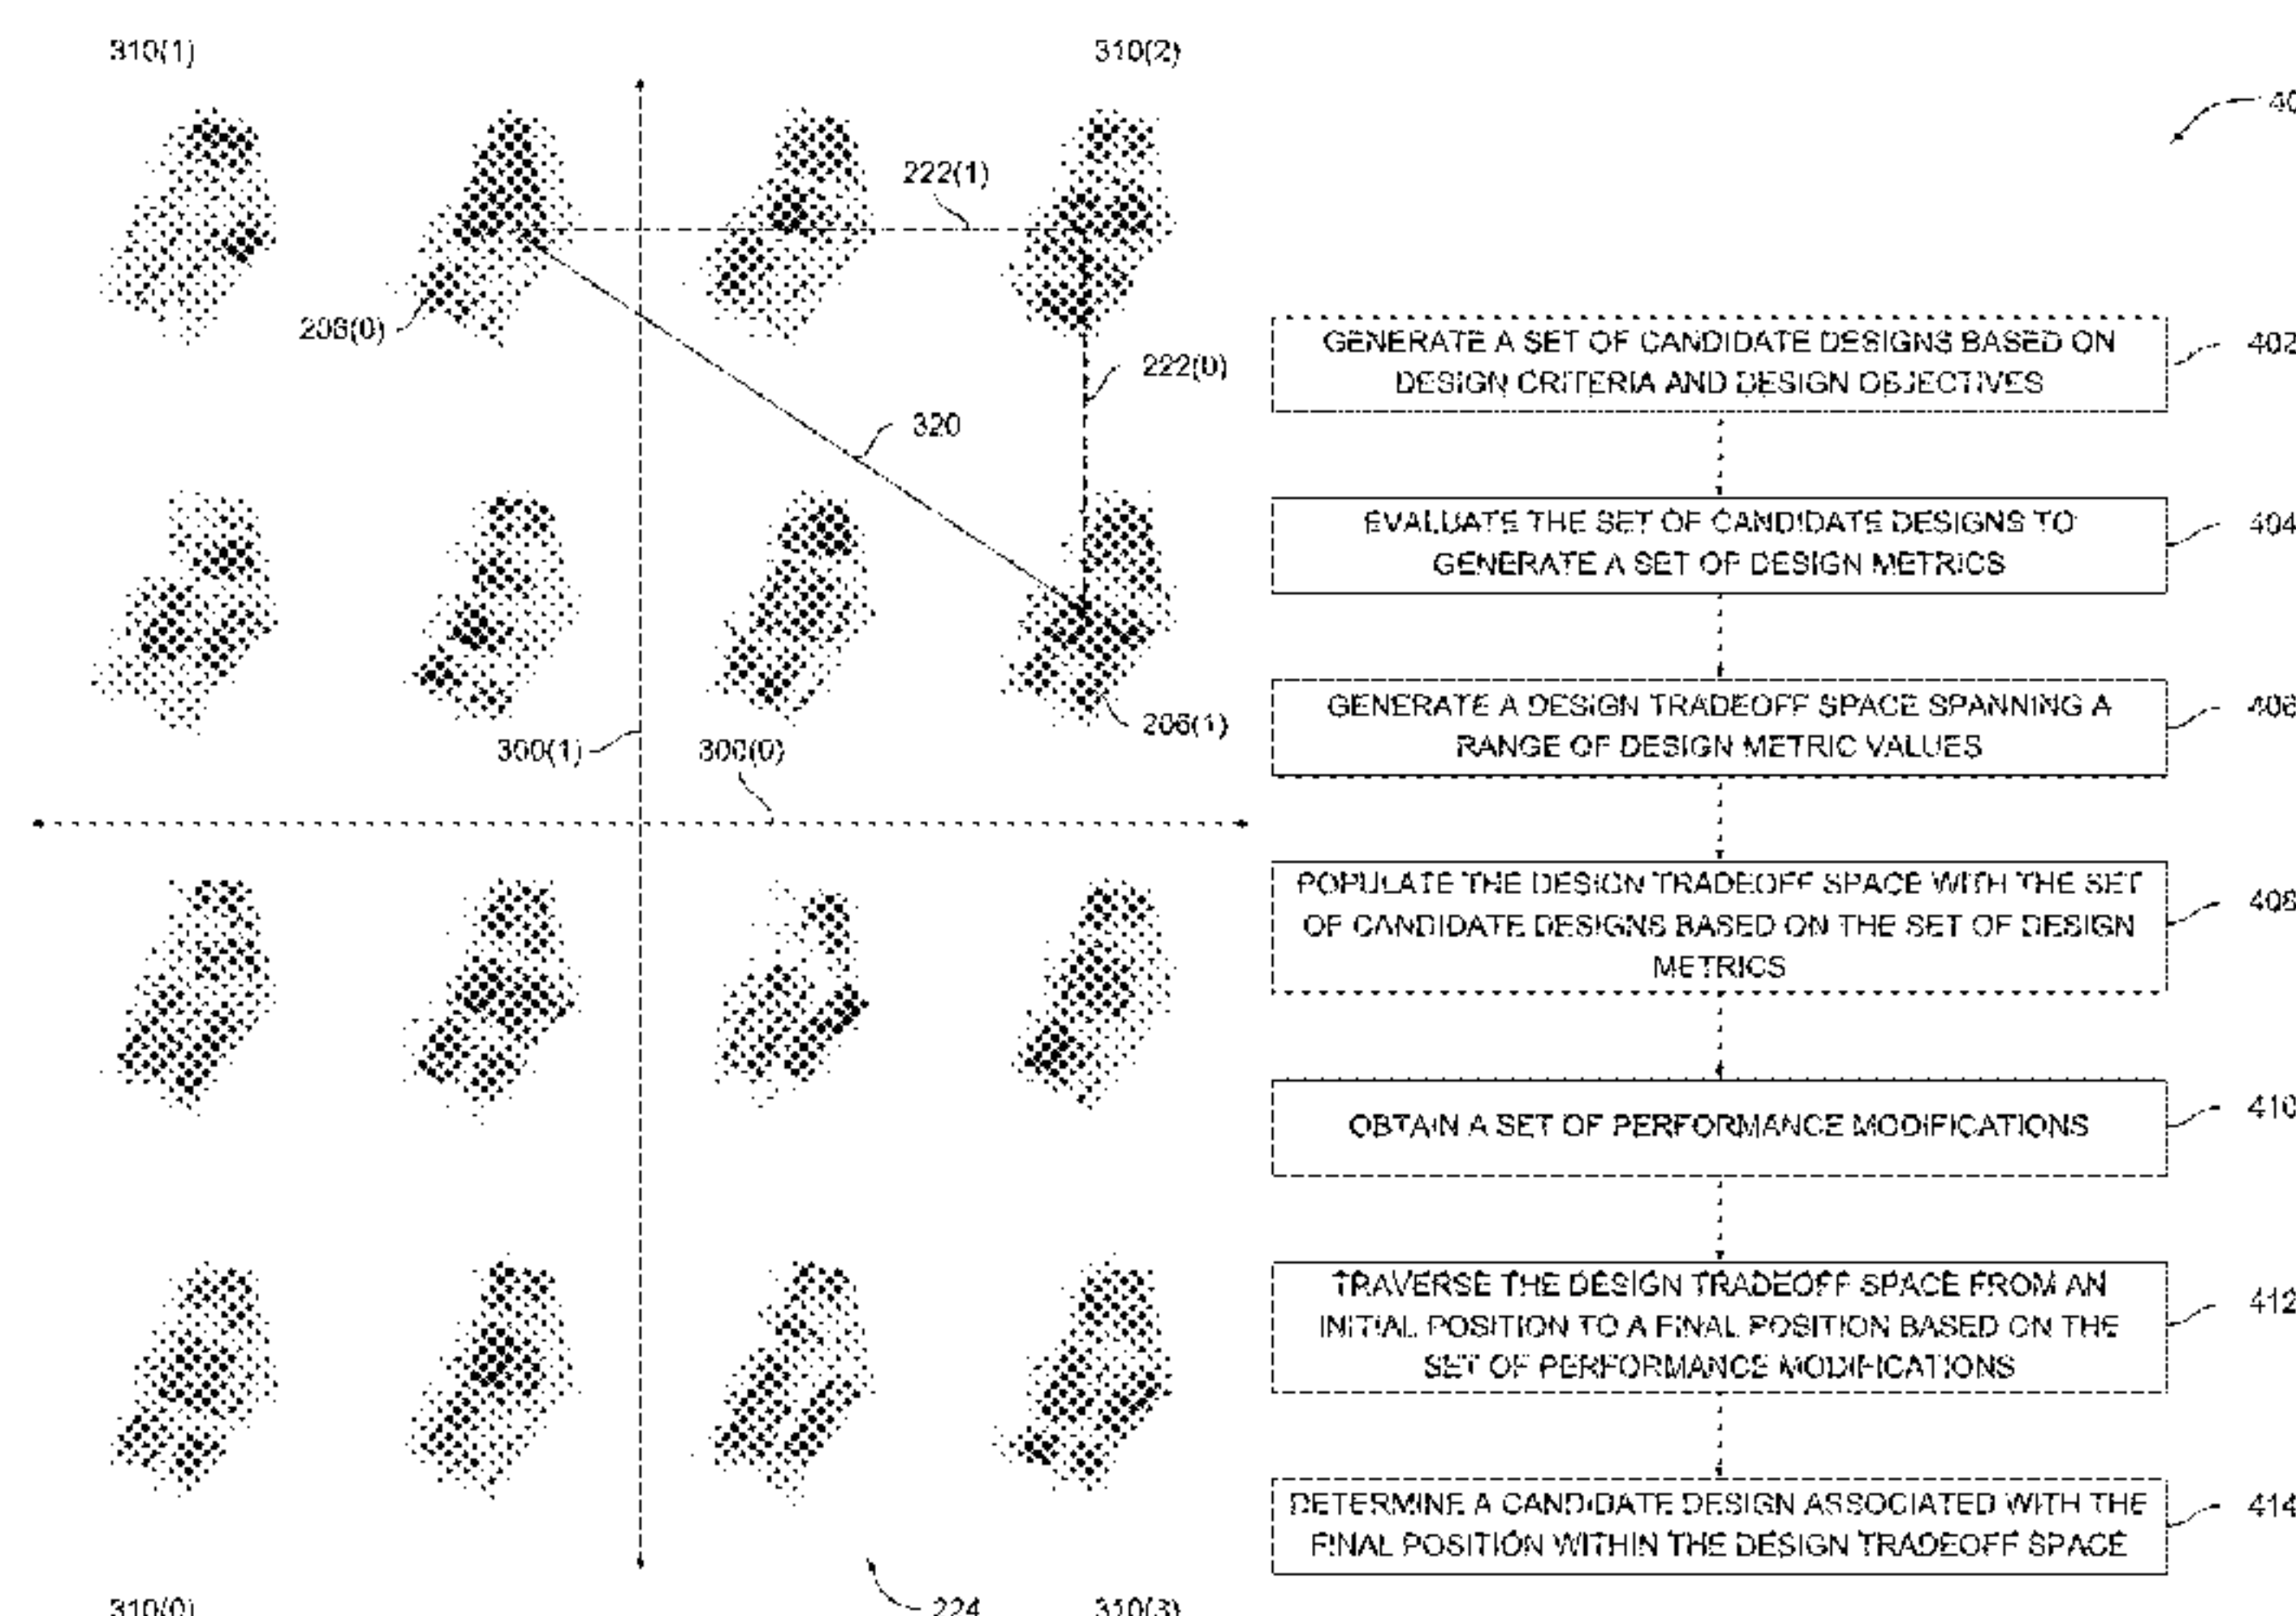 310(1)
310(2)
222(1)
206(0)
222(0)
320
206(1)
300(1)
300(0)
310(0)
224
310(3)
40
GENERATE A SET OF CANDIDATE DESIGNS BASED ON
DESIGN CRITERIA AND DESIGN OBJECTIVES
402
EVALUATE THE SET OF CANDIDATE DESIGNS TO
GENERATE A SET OF DESIGN METRICS
404
GENERATE A DESIGN TRADEOFF SPACE SPANNING A
RANGE OF DESIGN METRIC VALUES
406
POPULATE THE DESIGN TRADEOFF SPACE WITH THE SET
OF CANDIDATE DESIGNS BASED ON THE SET OF DESIGN
METRICS
408
OBTAIN A SET OF PERFORMANCE MODIFICATIONS
410
TRAVERSE THE DESIGN TRADEOFF SPACE FROM AN
INITIAL POSITION TO A FINAL POSITION BASED ON THE
SET OF PERFORMANCE MODIFICATIONS
412
DETERMINE A CANDIDATE DESIGN ASSOCIATED WITH THE
FINAL POSITION WITHIN THE DESIGN TRADEOFF SPACE
414